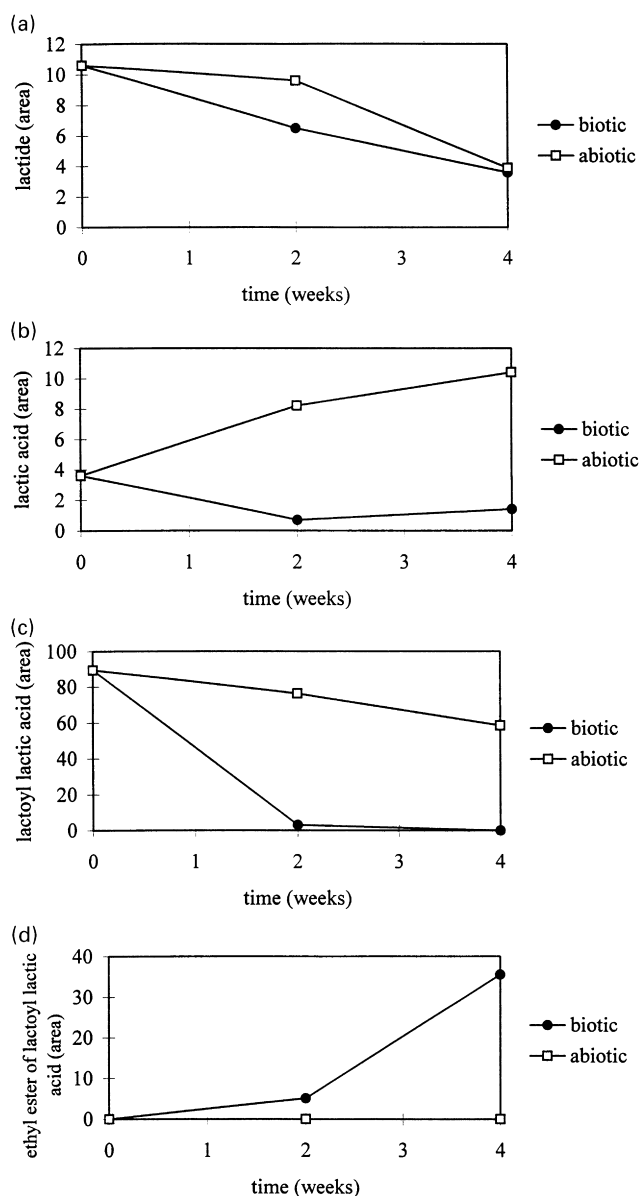 (a)
12
10
8
6
4
2
0
lactide (area)
0 1 2 3 4
time (weeks)
biotic
abiotic
(b)
12
10
8
6
4
2
0
lactic acid (area)
0 1 2 3 4
time (weeks)
biotic
abiotic
(c)
100
80
60
40
20
0
lactoyl lactic acid (area)
0 1 2 3 4
time (weeks)
biotic
abiotic
(d)
40
30
20
10
0
ethyl ester of lactoyl lactic
acid (area)
0 1 2 3 4
time (weeks)
biotic
abiotic